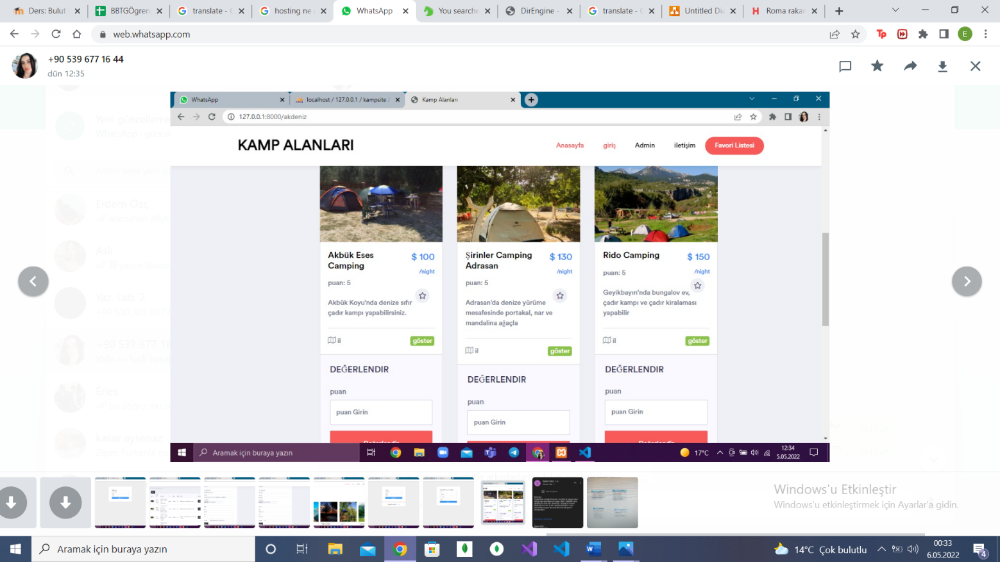 Ders: Bulut
BBTGÖgren
translate - G
hosting ne
WhatsApp
You searche
DirEngine -
translate - G
Untitled Dia
Roma rakar
web.whatsapp.com
Tp
E
+90 539 677 16 44
dün 12:35
WhatsApp
localhost / 127.0.0.1 / kampsite /
Kamp Alanları
127.0.0.1:8000/akdeniz
KAMP ALANLARI
Anasayfa
giriş
Admin
iletişim
Favori Listesi
Akbük Eses
Camping
$ 100
/night
puan: 5
Akbük Koyu'nda denize sıfır
çadır kampı yapabilirsiniz.
il
göster
DEĞERLENDIR
puan
puan Girin
Değerlendir
Şirinler Camping
Adrasan
$ 130
/night
puan: 5
Adrasan'da denize yürüme
mesafesinde portakal, nar ve
mandalina ağaçla
il
göster
DEĞERLENDIR
puan
puan Girin
Rido Camping
$ 150
/night
puan: 5
Geyikbayırı'nda bungalov ev,
çadır kampı ve çadır kiralaması
yapabilir
il
göster
DEĞERLENDIR
puan
puan Girin
Değerlendir
Aramak için buraya yazın
17°C
12:34
5.05.2022
Yeni güncelleme
WhatsApp'ı günce
Erdem Özç
Aslı
Yaz. Lab. 2
+90 539 677 16
Enes
kasar aysenaz
Windows'u Etkinleştir
Windows'u etkinleştirmek için Ayarlar'a gidin.
Aramak için buraya yazın
14°C Çok bulutlu
00:33
6.05.2022
4